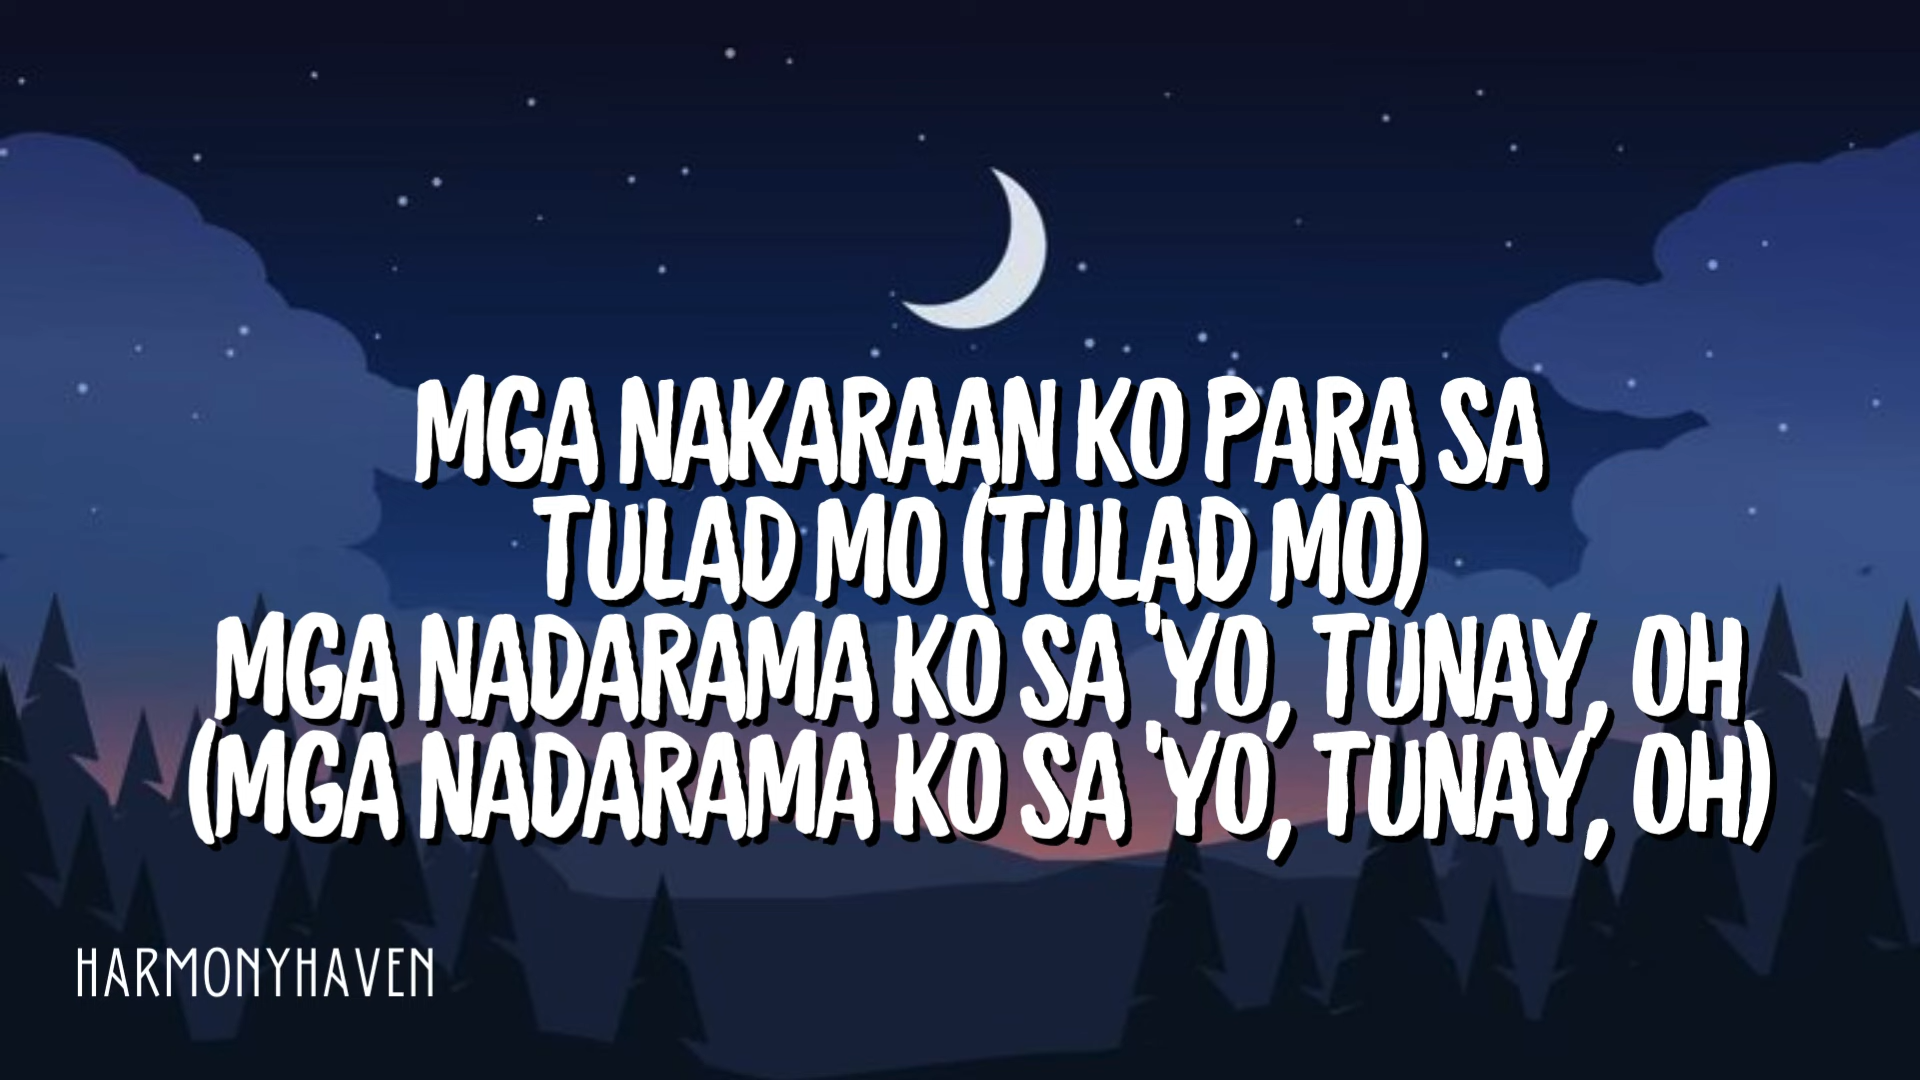 MGA NAKARAAN KO PARA SA
TULAD MO (TULAD MO)
MGA NADARAMA KO SA 'YO, TUNAY, OH
(MGA NADARAMA KO SA 'YO, TUNAY, OH)
HARMONYHAVEN